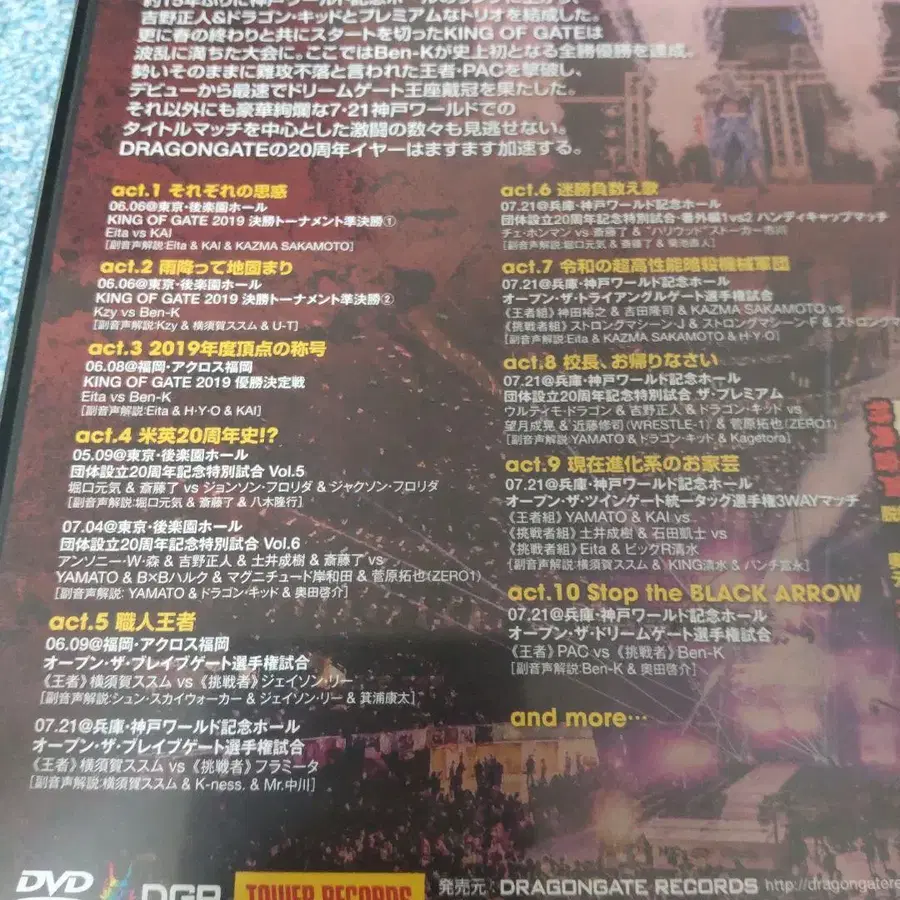 吉野正人&ドラゴン・キッドとプレミアムなトリオを結成した。
更に春の終わりと共にスタートを切ったKING OF GATEは
波乱に満ちた大会に。ここではBen-Kが史上初となる全勝優勝を達成。
勢いそのままに難攻不落と言われた王者・PACを撃破し、
デビューから最速でドリームゲート王座戴冠を果たした。
それ以外にも豪華絢爛な7・21神戸ワールドでの
タイトルマッチを中心とした激闘の数々も見逃せない。
DRAGONGATEの20周年イヤーはますます加速する。
act.1 それぞれの思惑
06.06@東京・後楽園ホール
KING OF GATE 2019 決勝トーナメント準決勝①
Eita vs KAI
[副音声解説:Eita & KAI & KAZMA SAKAMOTO]
act.2 雨降って地固まり
06.06@東京・後楽園ホール
KING OF GATE 2019 決勝トーナメント準決勝②
Kzy vs Ben-K
[副音声解説:Kzy & 横須賀ススム & U-T]
act.3 2019年度頂点の称号
06.08@福岡・アクロス福岡
KING OF GATE 2019 優勝決定戦
Eita vs Ben-K
[副音声解説:Eita & H・Y・O & KAI]
act.4 米英20周年史!?
05.09@東京・後楽園ホール
団体設立20周年記念特別試合 Vol.5
堀口元気 & 斎藤了 vs ジョンソン・フロリダ & ジャクソン・フロリダ
[副音声解説:堀口元気 & 斎藤了 & 八木隆行]
07.04@東京・後楽園ホール
団体設立20周年記念特別試合 Vol.6
アンソニー・W・森 & 吉野正人 & 土井成樹 & 斎藤了 vs
YAMATO & B×Bハルク & マグニチュード岸和田 & 菅原拓也(ZERO1)
[副音声解説: YAMATO & ドラゴン・キッド & 奥田啓介]
act.5 職人王者
06.09@福岡・アクロス福岡
オープン・ザ・ブレイブゲート選手権試合
《王者》横須賀ススム vs《挑戦者》ジェイソン・リー
[副音声解説:シュン・スカイウォーカー & ジェイソン・リー & 箕浦康太]
07.21@兵庫・神戸ワールド記念ホール
オープン・ザ・ブレイブゲート選手権試合
《王者》横須賀ススム vs《挑戦者》フラミータ
[副音声解説:横須賀ススム & K-ness. & Mr.中川]
act.6 迷勝負数え歌
07.21@兵庫・神戸ワールド記念ホール
団体設立20周年記念特別試合・番外編1vs2 ハンディキャップマッチ
チェ・ホンマン vs 斎藤了 & "ハリウッド"ストーカー市川
[副音声解説:堀口元気 & 斎藤了 & 菊池直人]
act.7 令和の超高性能暗殺機械軍団
07.21@兵庫・神戸ワールド記念ホール
オープン・ザ・トライアングルゲート選手権試合
《王者組》神田裕之 & 吉田隆司 & KAZMA SAKAMOTO vs
《挑戦者組》ストロングマシーン・J & ストロングマシーン・F & ストロング
[副音声解説:Eita & KAZMA SAKAMOTO & H・Y・O]
act.8 校長、お帰りなさい
07.21@兵庫・神戸ワールド記念ホール
団体設立20周年記念特別試合 ザ・プレミアム
ウルティモ・ドラゴン & 吉野正人 & ドラゴン・キッド vs
望月成晃 & 近藤修司(WRESTLE-1) & 菅原拓也(ZERO1)
[副音声解説:YAMATO & ドラゴン・キッド & Kagetora]
act.9 現在進化系のお家芸
07.21@兵庫・神戸ワールド記念ホール
オープン・ザ・ツインゲート統一タッグ選手権3WAYマッチ
《王者組》YAMATO & KAI vs
《挑戦者組》土井成樹 & 石田凱士 vs
《挑戦者組》Eita & ビッグR清水
[副音声解説:横須賀ススム & KING清水 & パンチ富永]
act.10 Stop the BLACK ARROW
07.21@兵庫・神戸ワールド記念ホール
オープン・ザ・ドリームゲート選手権試合
《王者》PAC vs《挑戦者》Ben-K
[副音声解説:Ben-K & 奥田啓介]
and more…
DVD
DGP
TOWER RECORDS
発売元：DRAGONGATE RECORDS http://dragongatere